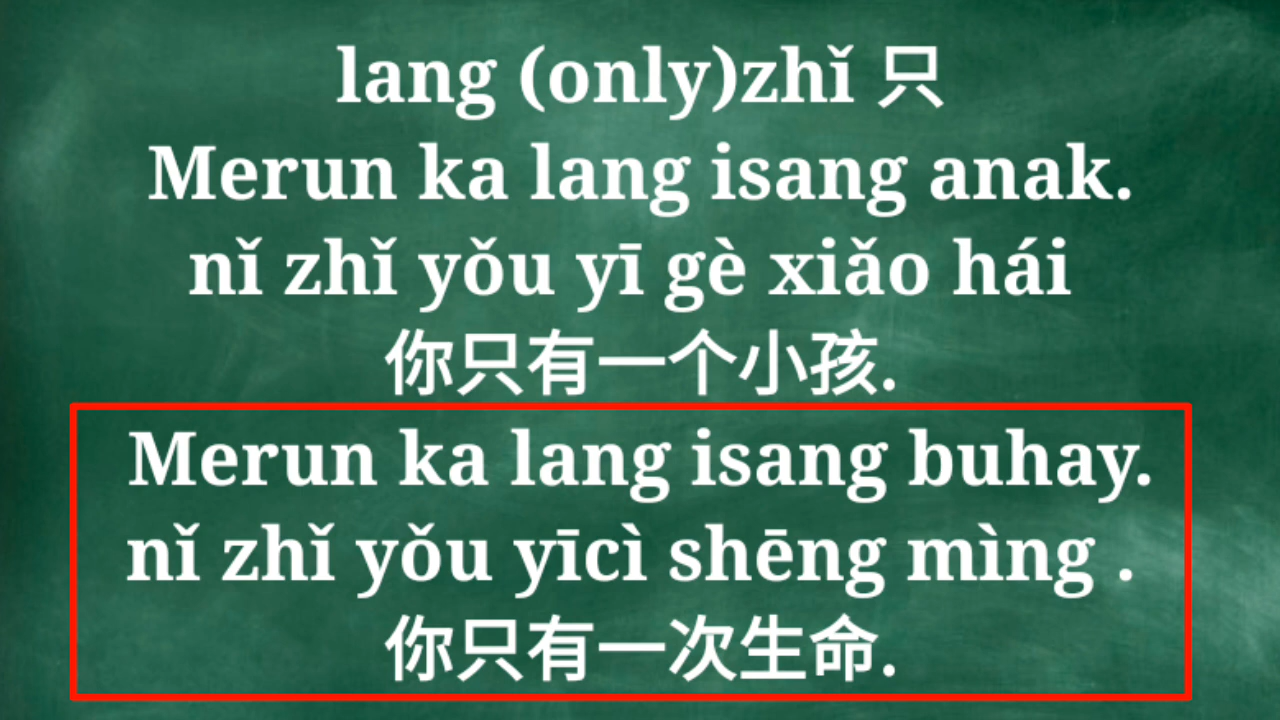 lang (only)zhǐ 只
Merun ka lang isang anak.
nǐ zhǐ yǒu yī gè xiǎo hái
你只有一个小孩.
Merun ka lang isang buhay.
nǐ zhǐ yǒu yīcì shēng mìng .
你只有一次生命.